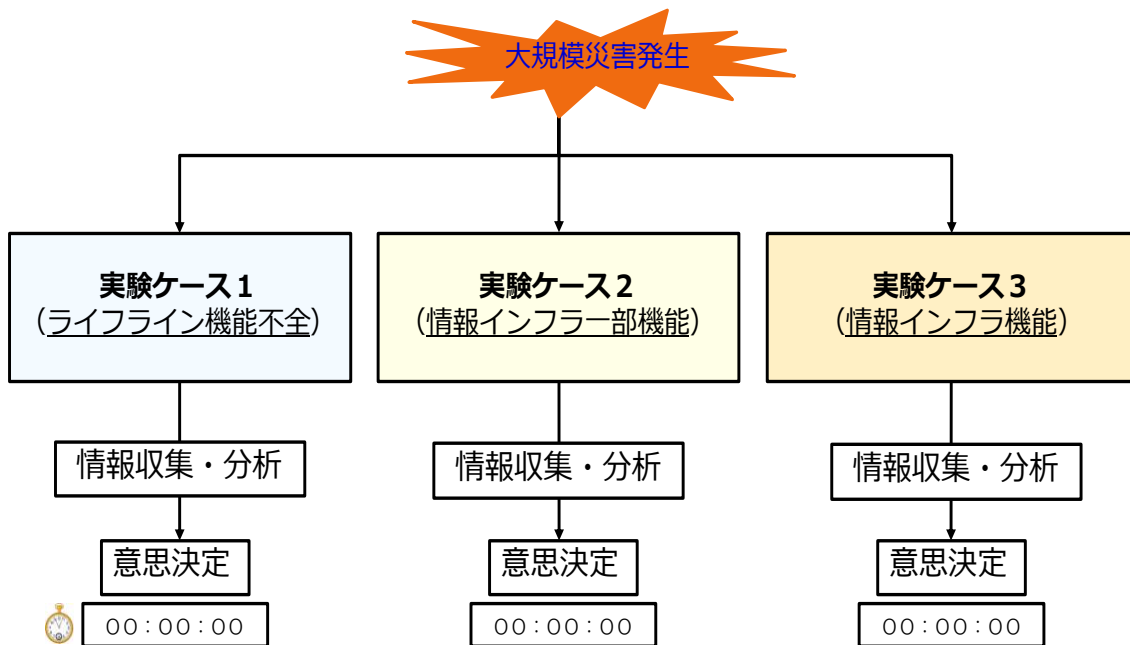 大規模災害発生
実験ケース１
（ライフライン機能不全）
実験ケース２
（情報インフラ一部機能）
実験ケース３
（情報インフラ機能）
情報収集・分析
情報収集・分析
情報収集・分析
意思決定
意思決定
意思決定
００：００：００
００：００：００
００：００：００